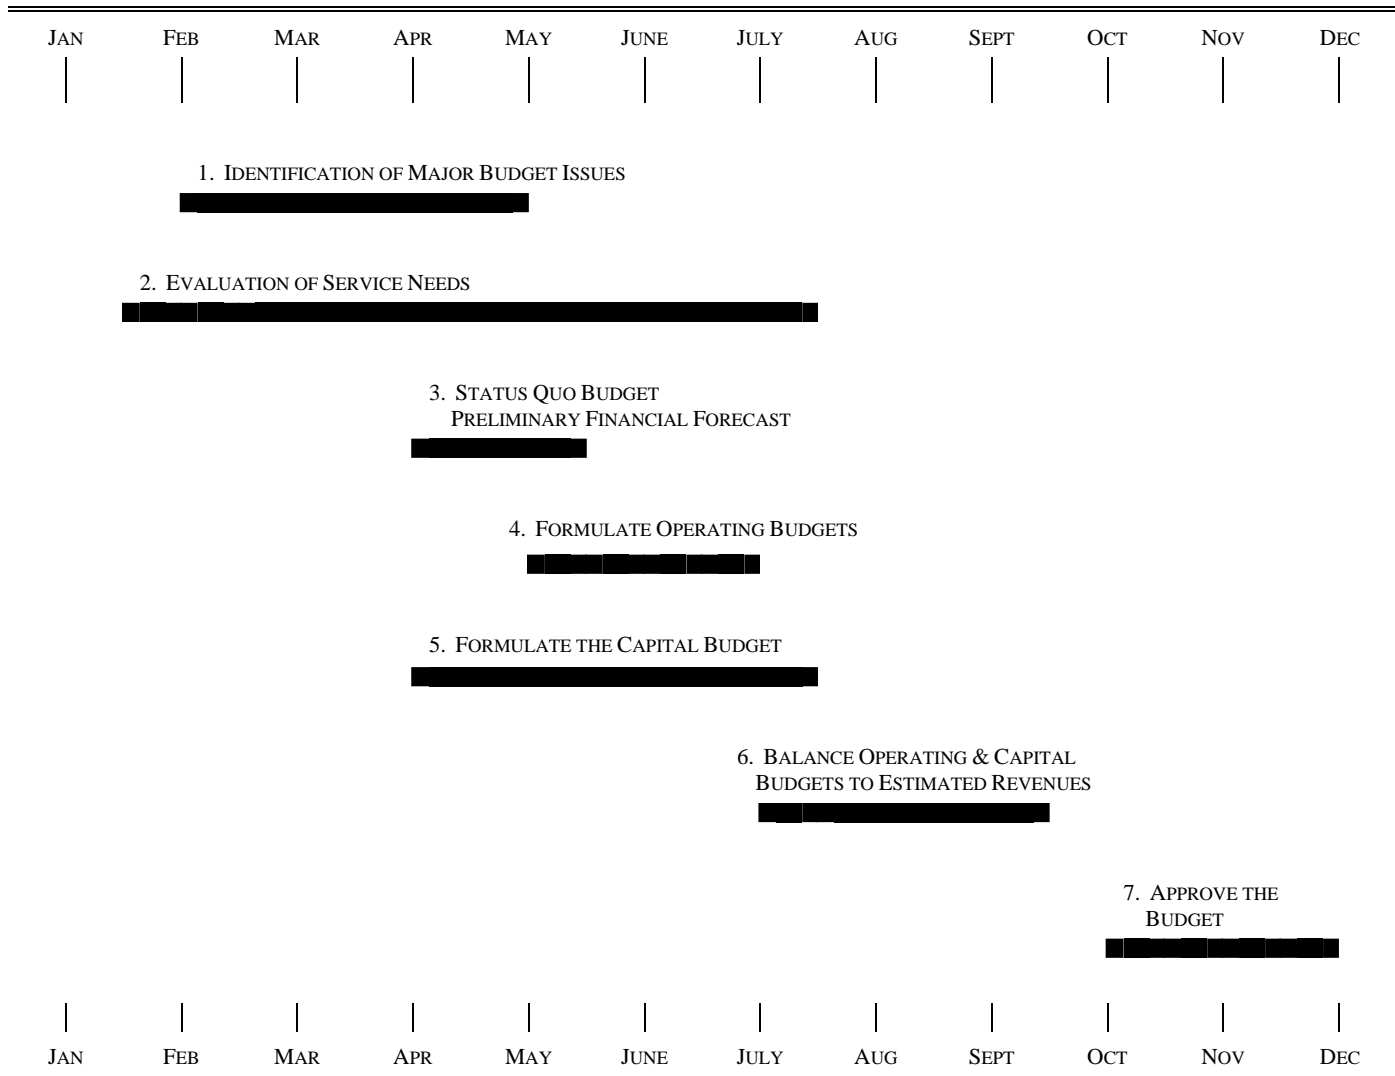 JAN FEB MAR APR MAY JUNE JULY AUG SEPT OCT NOV DEC
1. IDENTIFICATION OF MAJOR BUDGET ISSUES
2. EVALUATION OF SERVICE NEEDS
3. STATUS QUO BUDGET
PRELIMINARY FINANCIAL FORECAST
4. FORMULATE OPERATING BUDGETS
5. FORMULATE THE CAPITAL BUDGET
6. BALANCE OPERATING & CAPITAL
BUDGETS TO ESTIMATED REVENUES
7. APPROVE THE
BUDGET
JAN FEB MAR APR MAY JUNE JULY AUG SEPT OCT NOV DEC